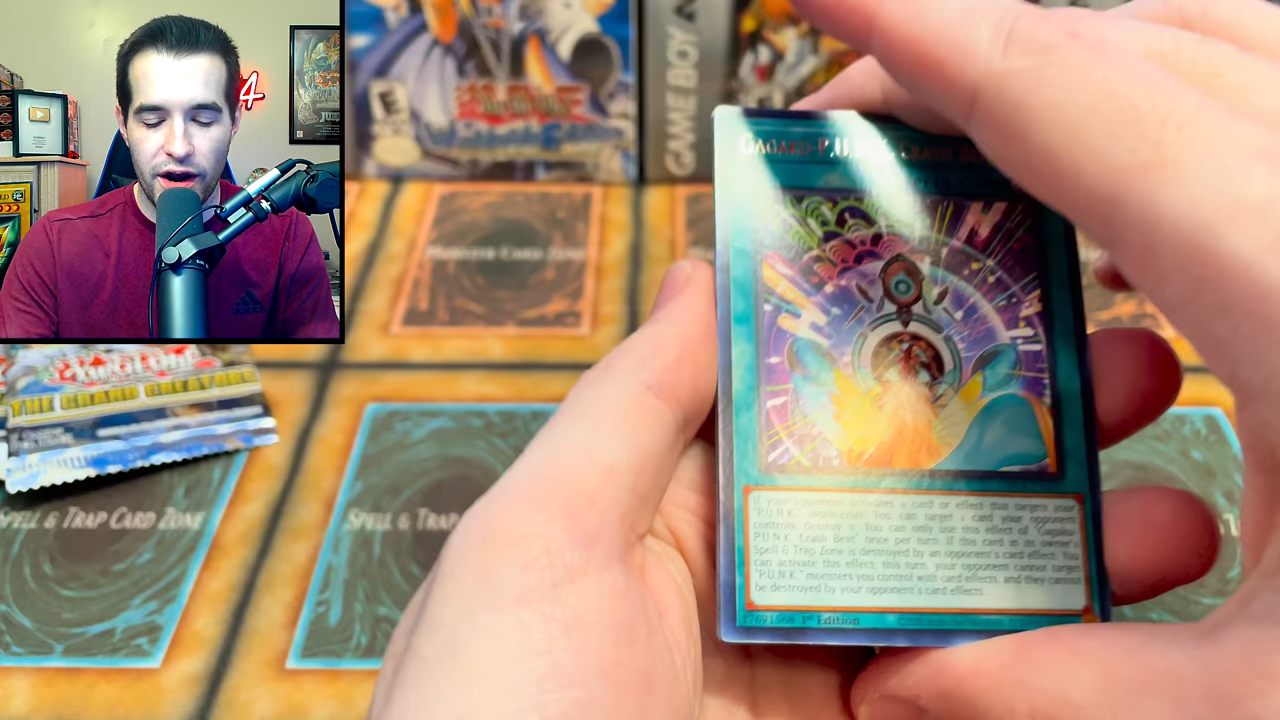 4
E
GAME BOY
GAGAKU-P.U.N.K. CRASH BEAT
MONSTER CARD ZONE
THE GRAND CREATORS
SPELL & TRAP CARD ZONE
SPELL & TRAP
adidas
If your opponent activates a card or effect that targets your
"P.U.N.K." monster: You can target 1 card your opponent
controls; destroy it. You can only use this effect of "Gagaku-
P.U.N.K. Crash Beat" once per turn. If this card in its owner's
Spell & Trap Zone is destroyed by an opponent's card effect: You
can activate this effect; this turn, your opponent cannot target
"P.U.N.K." monsters you control with card effects, and they cannot
be destroyed by your opponent's card effects.
1st Edition